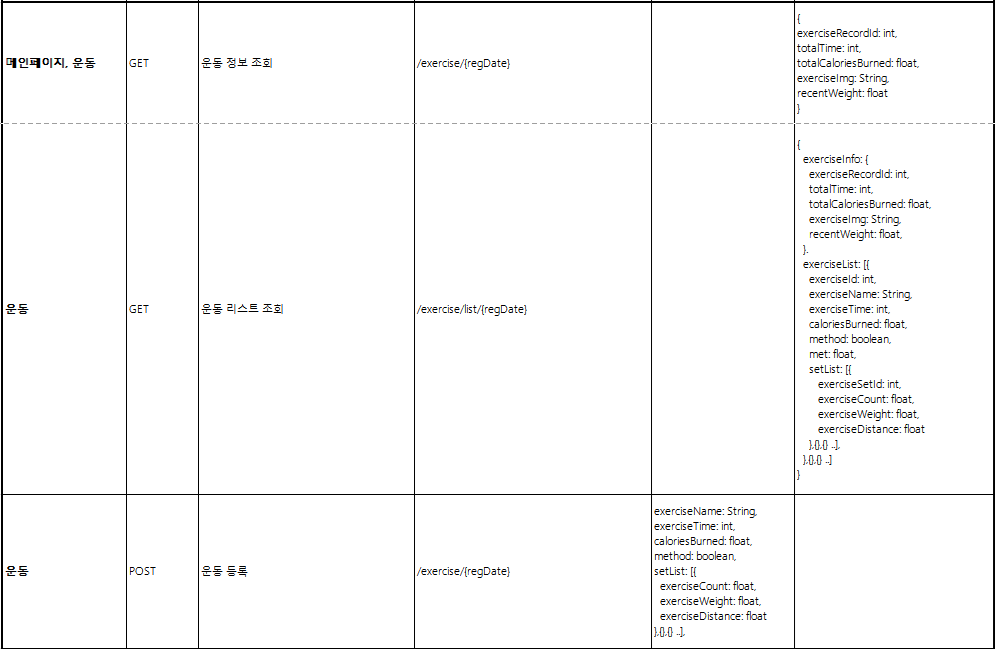 메인페이지, 운동
GET
운동 정보 조회
/exercise/{regDate}
{
exerciseRecordId: int,
totalTime: int,
totalCaloriesBurned: float,
exerciseImg: String,
recentWeight: float
}
운동
GET
운동 리스트 조회
/exercise/list/{regDate}
{
exerciseInfo: {
exerciseRecordId: int,
totalTime: int,
totalCaloriesBurned: float,
exerciseImg: String,
recentWeight: float,
},
exerciseList: [{
exerciseId: int,
exerciseName: String,
exerciseTime: int,
caloriesBurned: float,
method: boolean,
met: float,
setList: [{
exerciseSetId: int,
exerciseCount: float,
exerciseWeight: float,
exerciseDistance: float
},{},{} ..],
},{},{} ..]
}
운동
POST
운동 등록
/exercise/{regDate}
exerciseName: String,
exerciseTime: int,
caloriesBurned: float,
method: boolean,
setList: [{
exerciseCount: float,
exerciseWeight: float,
exerciseDistance: float
},{},{} ..],